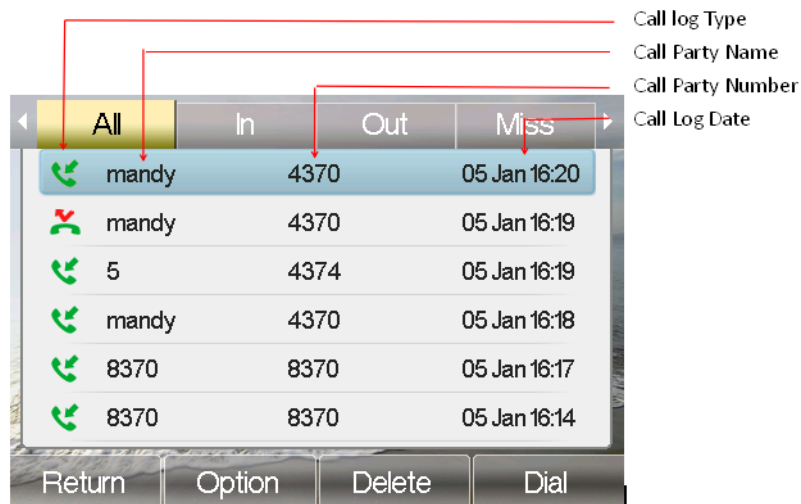 Call log Type
Call Party Name
Call Party Number
Call Log Date
All In Out Miss
mandy 4370 05 Jan 16:20
mandy 4370 05 Jan 16:19
5 4374 05 Jan 16:19
mandy 4370 05 Jan 16:18
8370 8370 05 Jan 16:17
8370 8370 05 Jan 16:14
Return Option Delete Dial